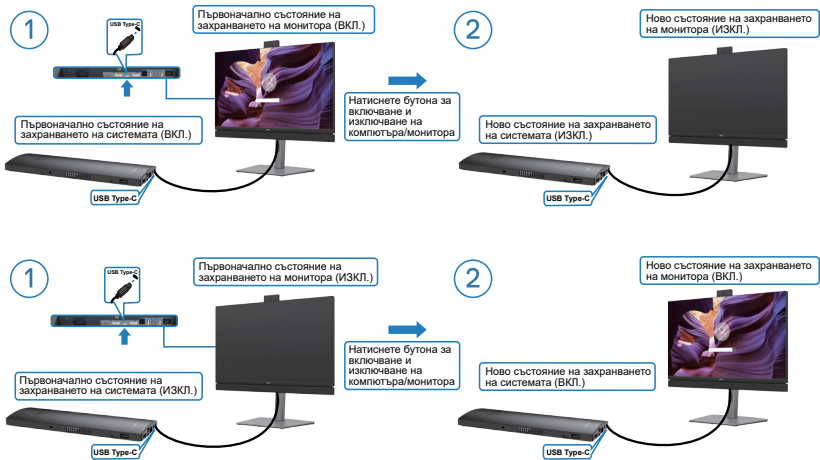 1
USB Type-C
Първоначално състояние на
захранването на монитора (ВКЛ.)
2
Ново състояние на захранването
на монитора (ИЗКЛ.)
Първоначално състояние на
захранването на системата (ВКЛ.)
Натиснете бутона за
включване и
изключване на
компютъра/монитора
Ново състояние на захранването
на системата (ИЗКЛ.)
USB Type-C
USB Type-C
1
USB Type-C
Първоначално състояние на
захранването на монитора (ИЗКЛ.)
2
Ново състояние на захранването
на монитора (ВКЛ.)
Първоначално състояние на
захранването на системата (ИЗКЛ.)
Натиснете бутона за
включване и
изключване на
компютъра/монитора
Ново състояние на захранването
на системата (ВКЛ.)
USB Type-C
USB Type-C